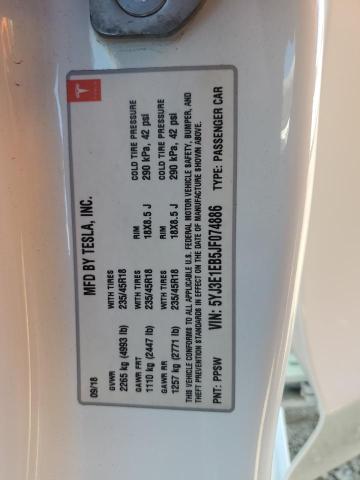 MFD BY TESLA, INC.
09/18
GVWR WITH TIRES RIM COLD TIRE PRESSURE
2265 kg (4993 lb) 235/45R18 18X8.5 J 290 kPa, 42 psi
GAWR FRT WITH TIRES RIM COLD TIRE PRESSURE
1110 kg (2447 lb) 235/45R18 18X8.5 J 290 kPa, 42 psi
GAWR RR
1257 kg (2771 lb)
THIS VEHICLE CONFORMS TO ALL APPLICABLE U.S. FEDERAL MOTOR VEHICLE SAFETY, BUMPER, AND
THEFT PREVENTION STANDARDS IN EFFECT ON THE DATE OF MANUFACTURE SHOWN ABOVE.
VIN: 5YJ3E1EB5JF074886
PNT: PPSW TYPE: PASSENGER CAR